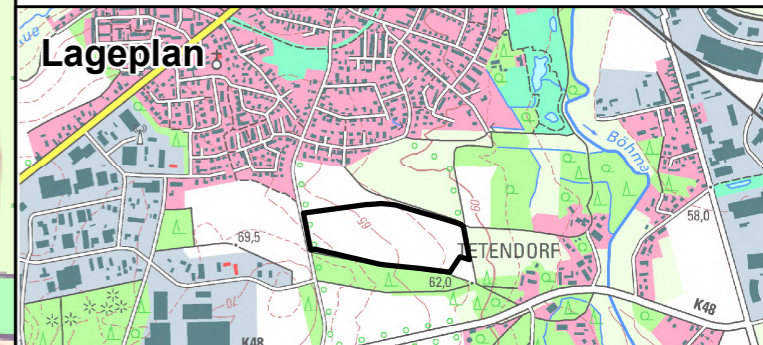 Lageplan
Böhme
58,0
60
65
69,5
TETENDORF
62,0
70
K48
K48